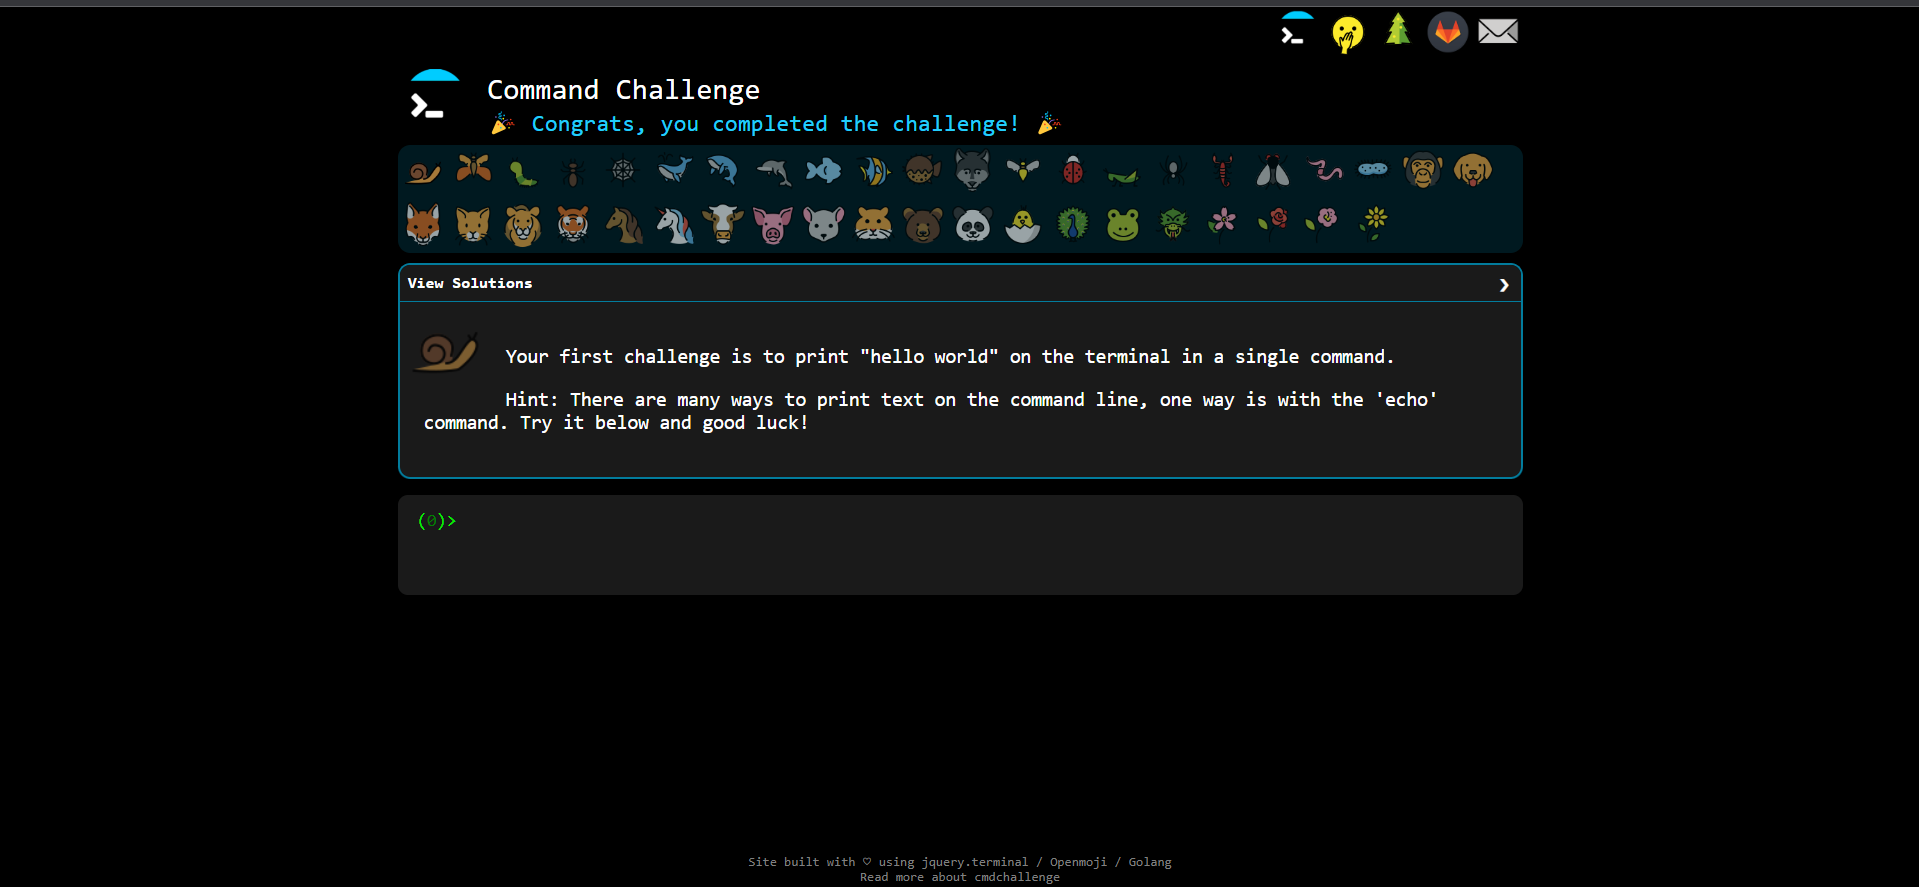 Command Challenge
🎉 Congrats, you completed the challenge! 🎉
View Solutions ❯
Your first challenge is to print "hello world" on the terminal in a single command.
Hint: There are many ways to print text on the command line, one way is with the 'echo'
command. Try it below and good luck!
(0)>
Site built with ♡ using jquery.terminal / Openmoji / Golang
Read more about cmdchallenge